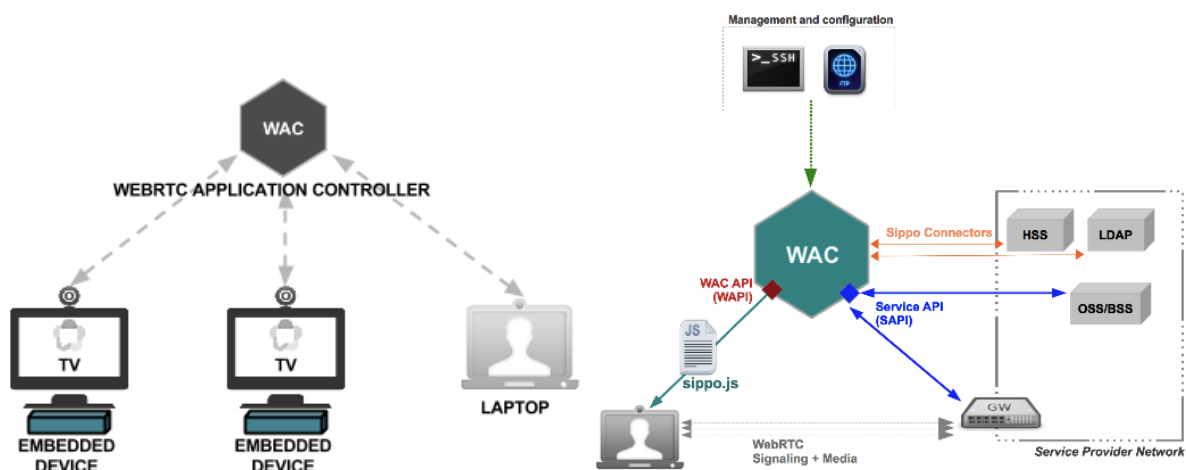 WAC
WEBRTC APPLICATION CONTROLLER
TV
EMBEDDED
DEVICE
TV
EMBEDDED
DEVICE
LAPTOP
Management and configuration
>_SSH
FTP
WAC
Sippo Connectors
HSS
LDAP
WAC API
(WAPI)
Service API
(SAPI)
OSS/BSS
JS
sippo.js
GW
WebRTC
Signaling + Media
Service Provider Network